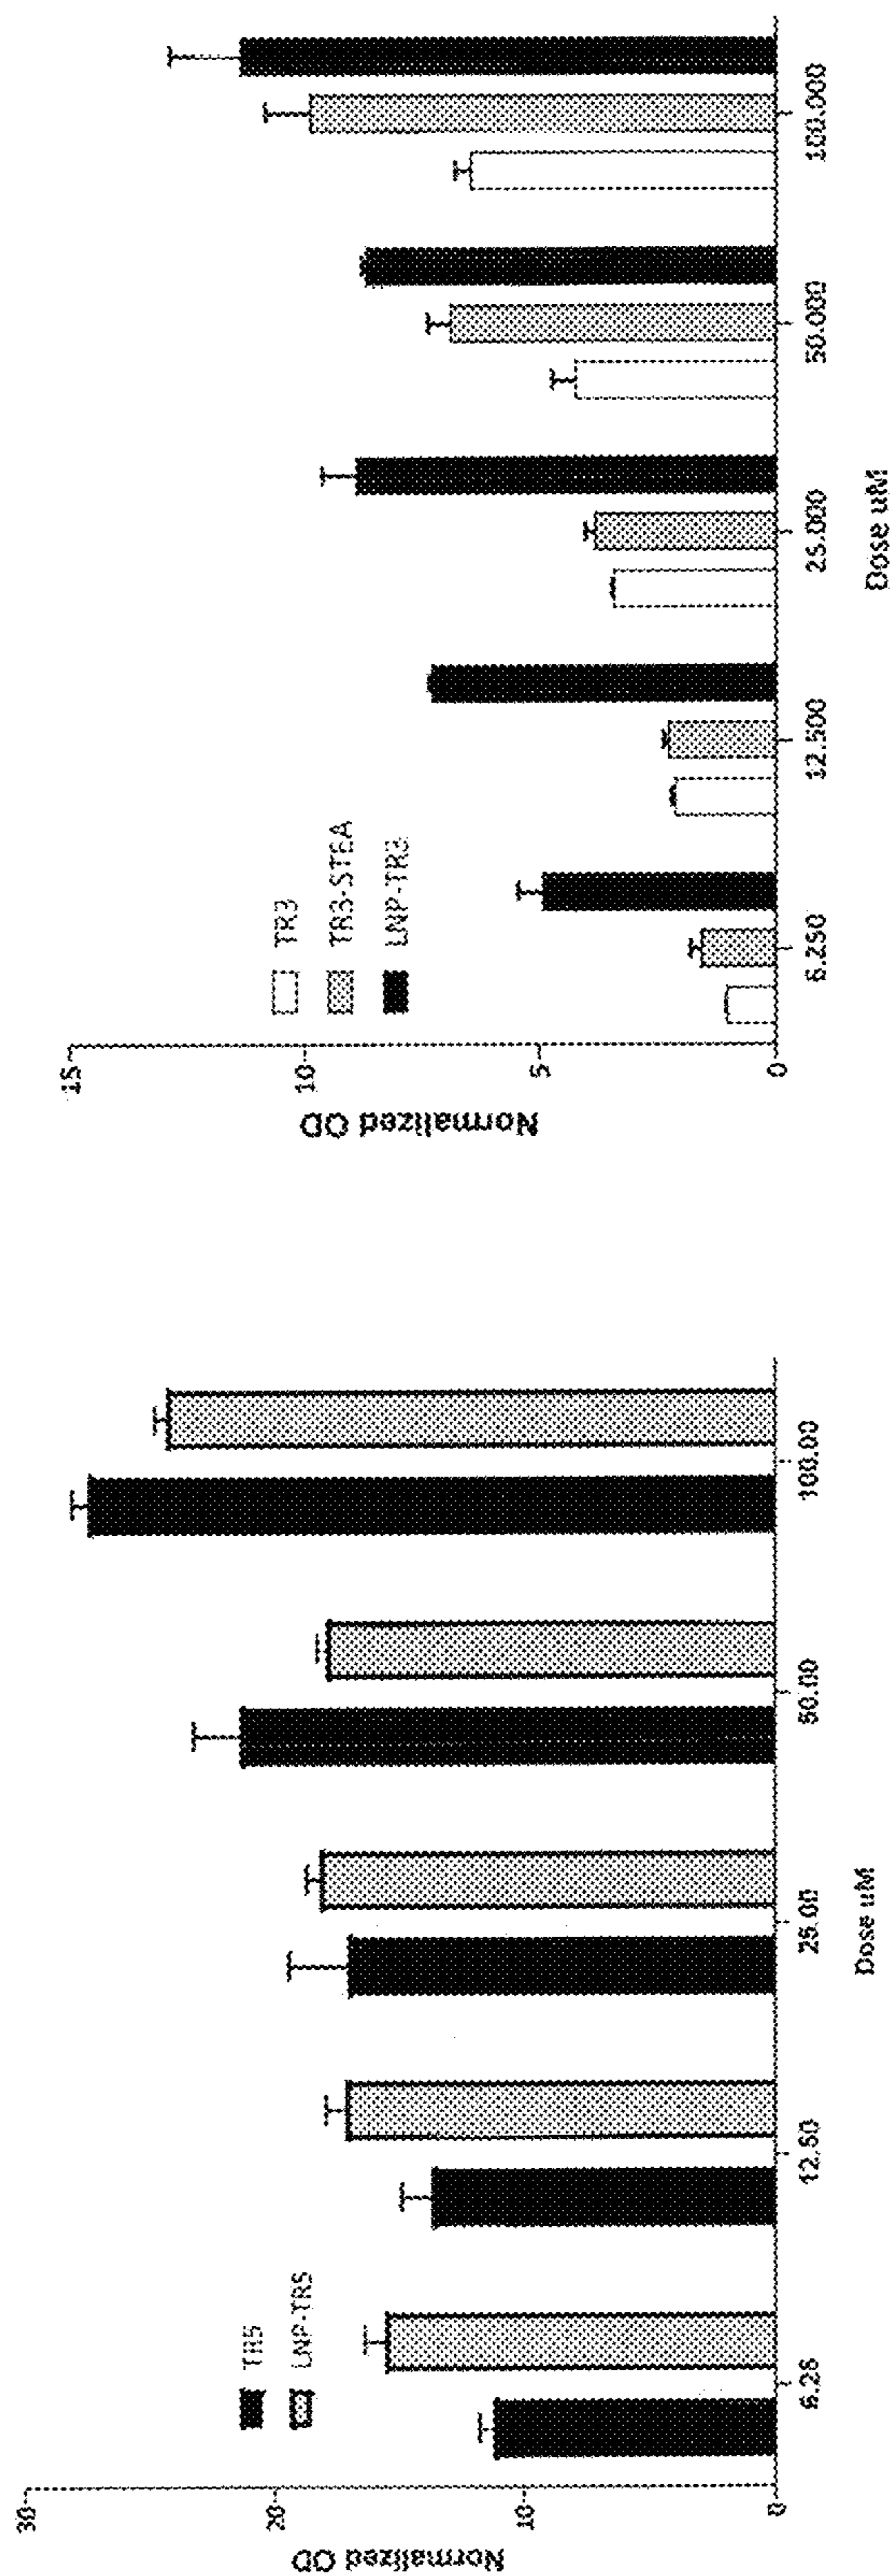 Normalized OD
30
20
10
0
TR5
LNP-TR5
6.25 12.50 25.00 50.00 100.00
Dose uM
Normalized OD
15
10
5
0
TR3
TR3-STEA
LNP-TR3
6.250 12.500 25.000 50.000 100.000
Dose uM